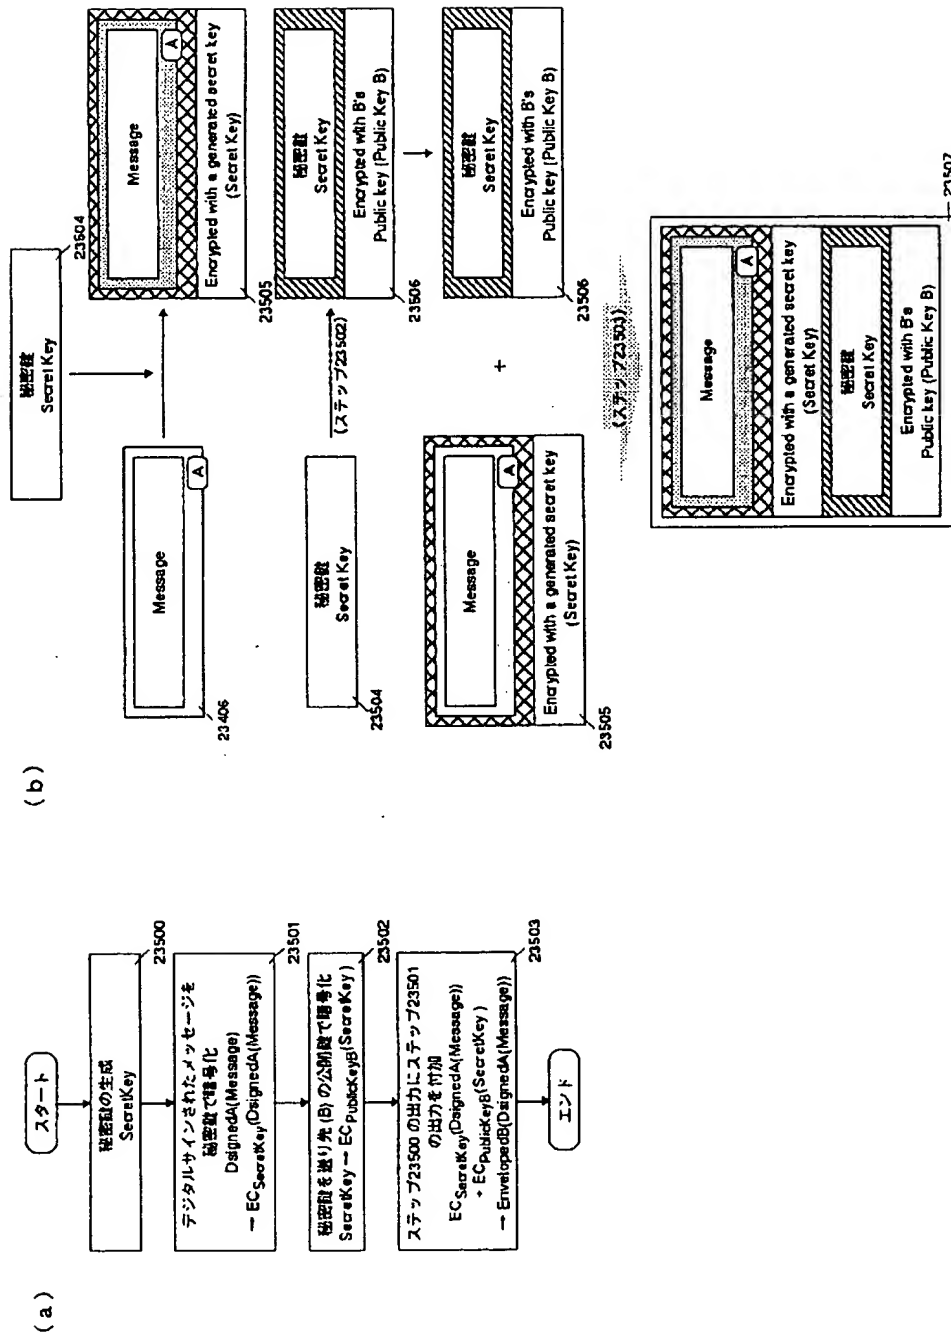 (a)
スタート
秘密鍵の生成
SecretKey
23500
デジタルサインされたメッセージを
秘密鍵で暗号化
DsignedA(Message)
→ ECSecretKey(DsignedA(Message))
23501
秘密鍵を送り先 (B) の公開鍵で暗号化
SecretKey → ECPublicKeyB(SecretKey)
23502
ステップ23500 の出力にステップ23501
の出力を付加
ECSecretKey(DsignedA(Message))
+ ECPublicKeyB(SecretKey)
→ EnvelopedB(DsignedA(Message))
23503
エンド
(b)
秘密鍵
Secret Key
23504
Message
A
23406
Message
A
Encrypted with a generated secret key
(Secret Key)
23505
秘密鍵
Secret Key
23504
(ステップ23502)
秘密鍵
Secret Key
Encrypted with B's
Public key (Public Key B)
23506
Message
A
Encrypted with a generated secret key
(Secret Key)
23505
+
秘密鍵
Secret Key
Encrypted with B's
Public key (Public Key B)
23506
(ステップ23503)
Message
A
Encrypted with a generated secret key
(Secret Key)
秘密鍵
Secret Key
Encrypted with B's
Public key (Public Key B)
23507